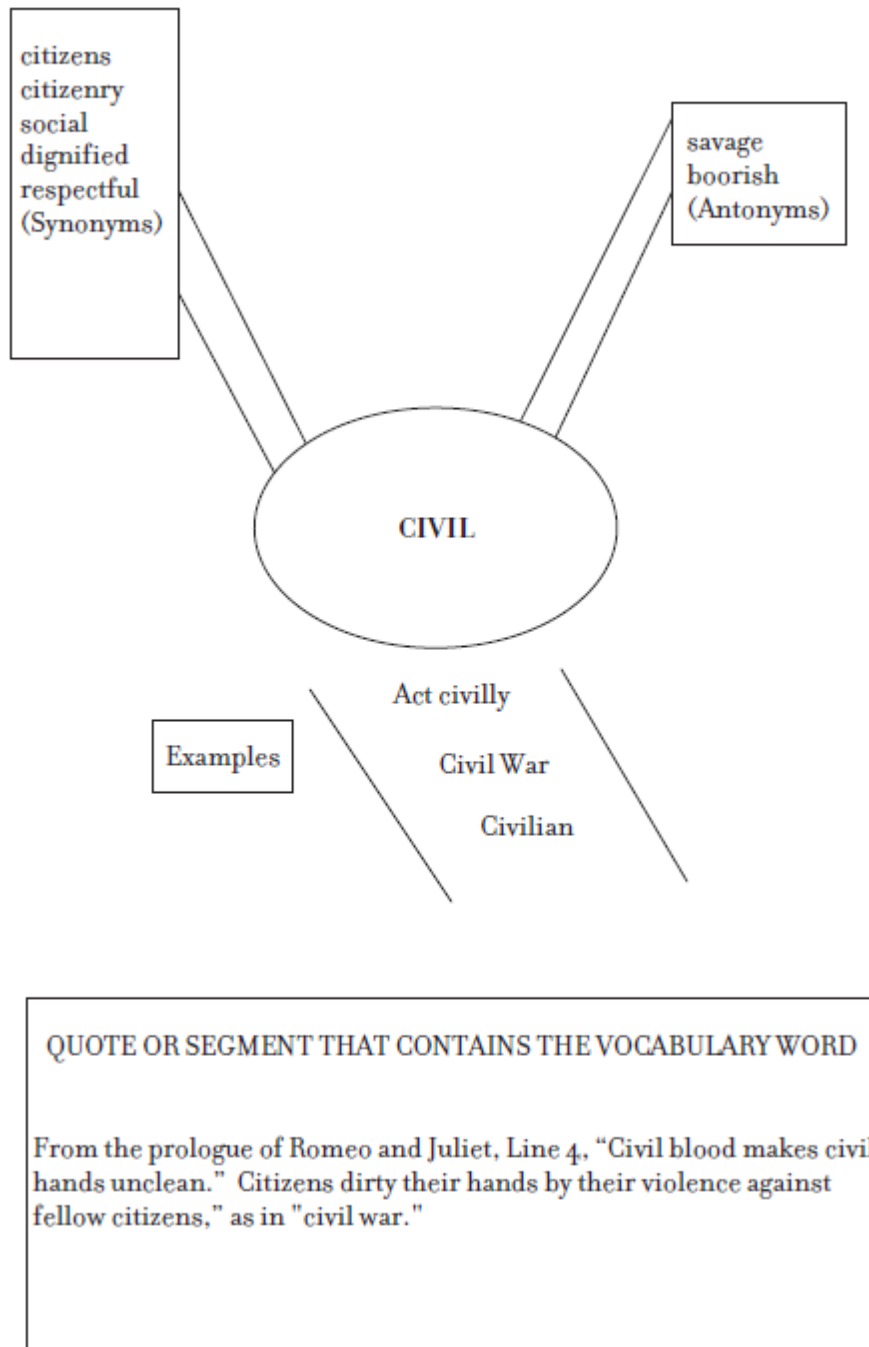 citizens
citizenry
social
dignified
respectful
(Synonyms)
savage
boorish
(Antonyms)
CIVIL
Act civilly
Examples
Civil War
Civilian
QUOTE OR SEGMENT THAT CONTAINS THE VOCABULARY WORD
From the prologue of Romeo and Juliet, Line 4, “Civil blood makes civil
hands unclean.”  Citizens dirty their hands by their violence against
fellow citizens,” as in "civil war."